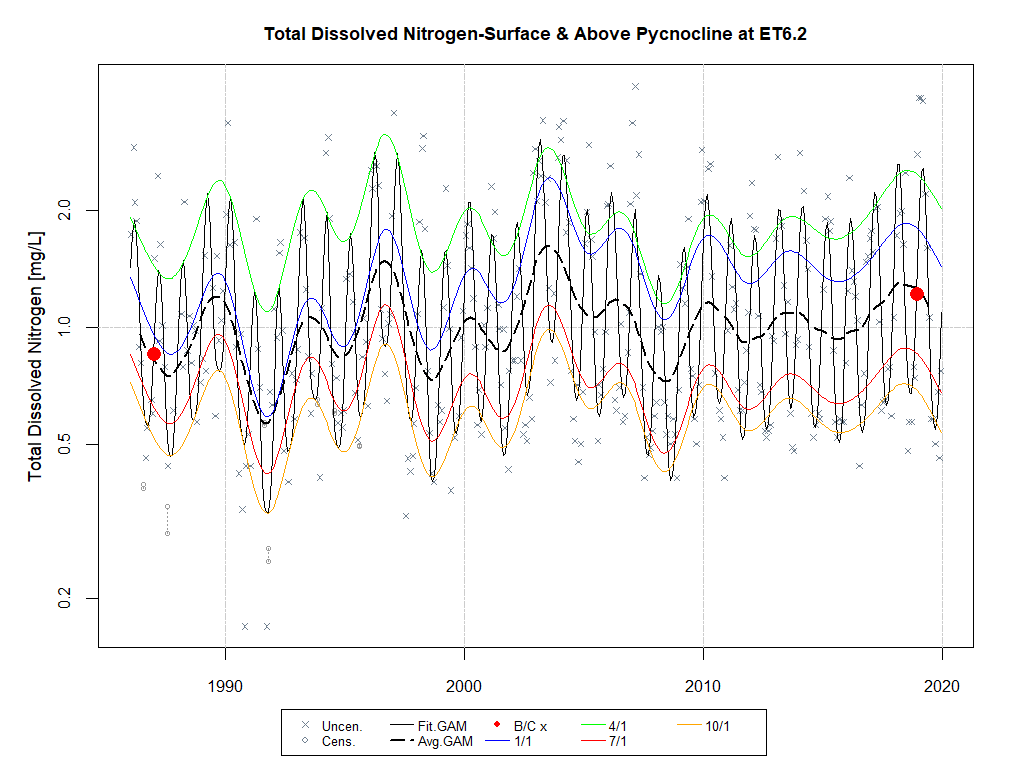 Total Dissolved Nitrogen-Surface & Above Pycnocline at ET6.2
Total Dissolved Nitrogen [mg/L]
2.0
1.0
0.5
0.2
1990 2000 2010 2020
Uncen. Fit.GAM B/C x 4/1 10/1
Cens. Avg.GAM 1/1 7/1